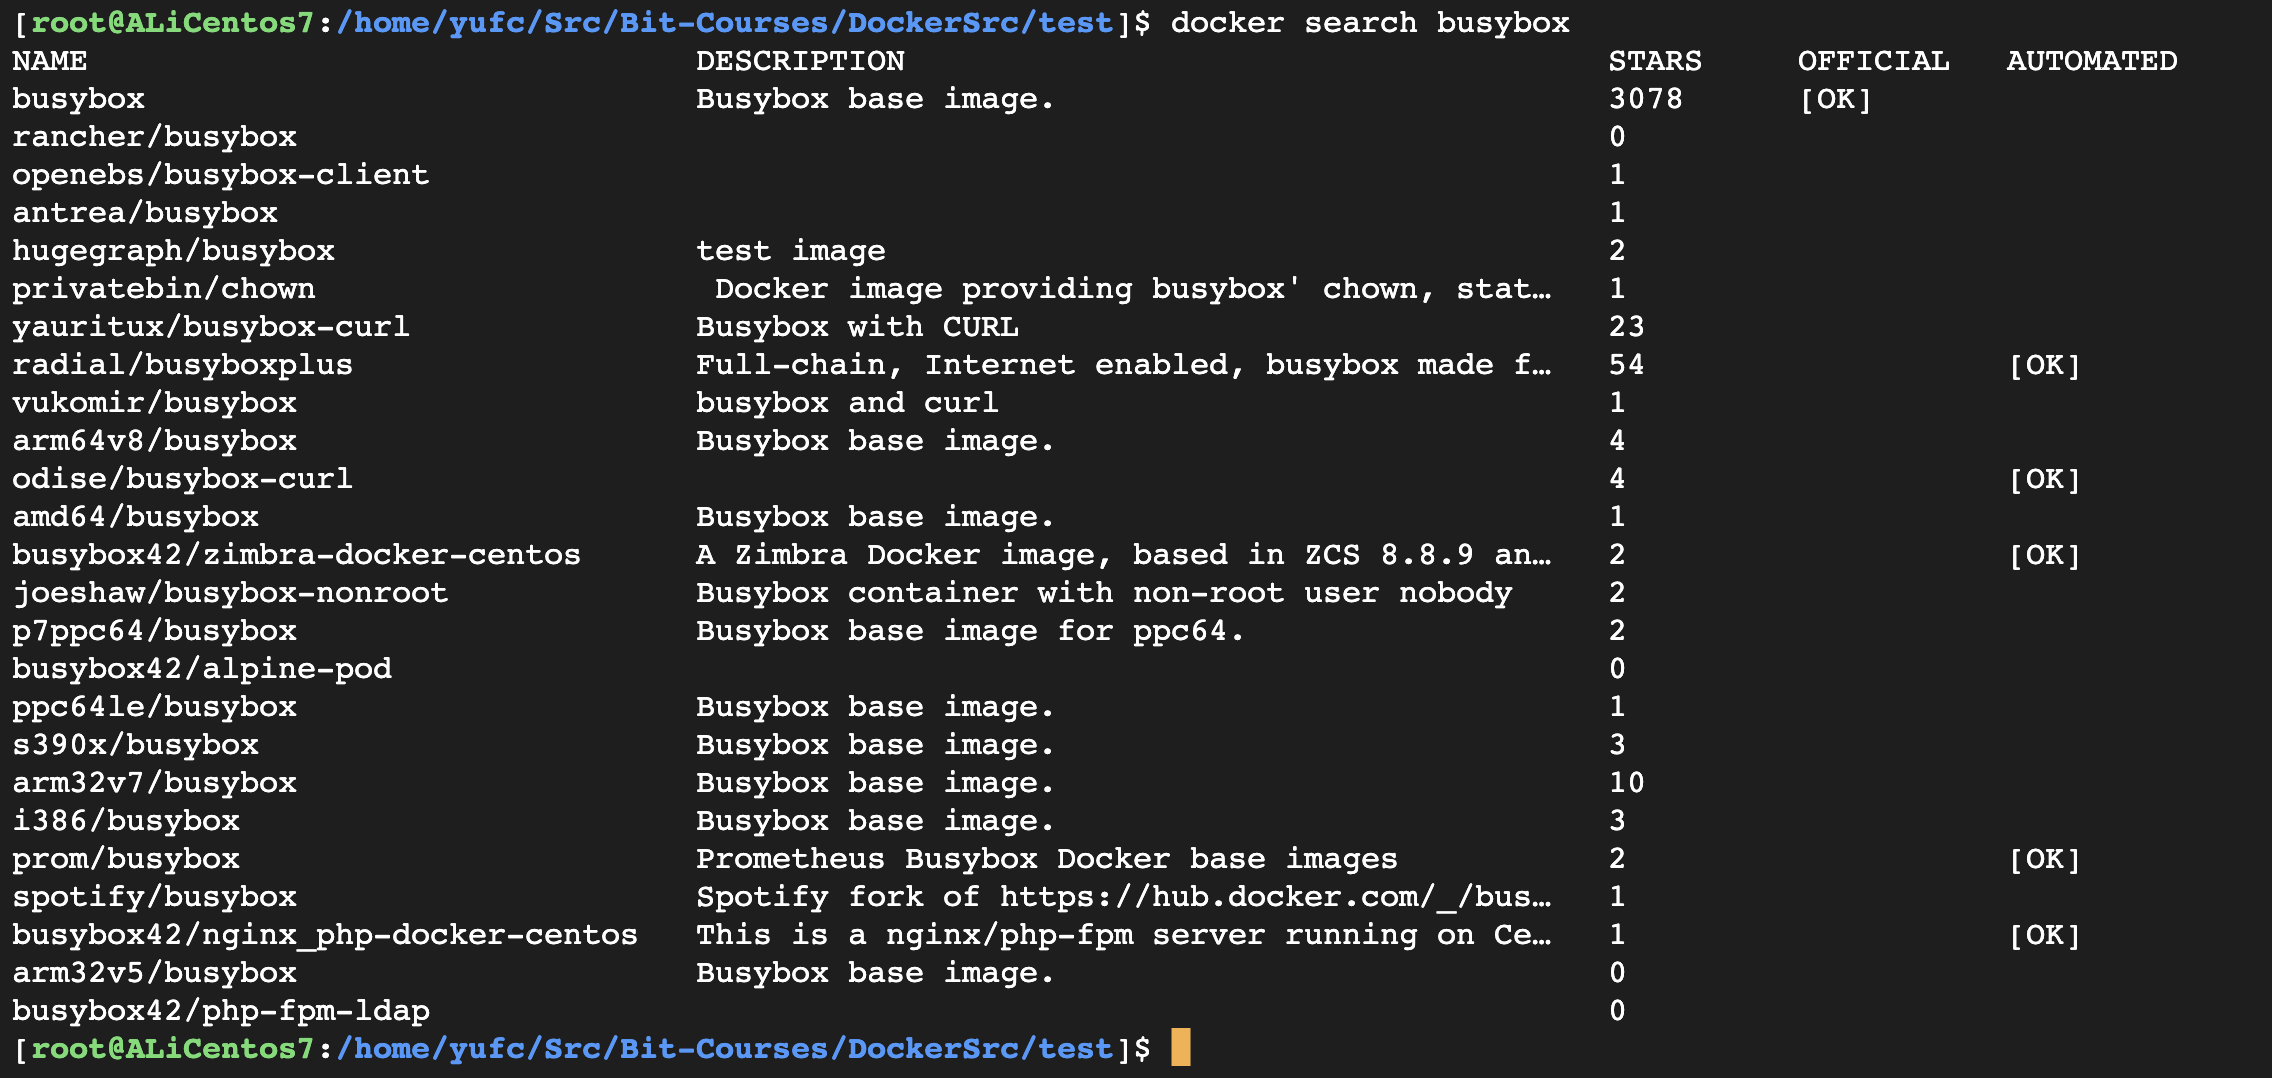 [root@ALiCentos7:/home/yufc/Src/Bit-Courses/DockerSrc/test]$ docker search busybox
NAME DESCRIPTION STARS OFFICIAL AUTOMATED
busybox Busybox base image. 3078 [OK]
rancher/busybox 0
openebs/busybox-client 1
antrea/busybox 1
hugegraph/busybox test image 2
privatebin/chown Docker image providing busybox' chown, stat… 1
yauritux/busybox-curl Busybox with CURL 23
radial/busyboxplus Full-chain, Internet enabled, busybox made f… 54 [OK]
vukomir/busybox busybox and curl 1
arm64v8/busybox Busybox base image. 4
odise/busybox-curl 4 [OK]
amd64/busybox Busybox base image. 1
busybox42/zimbra-docker-centos A Zimbra Docker image, based in ZCS 8.8.9 an… 2 [OK]
joeshaw/busybox-nonroot Busybox container with non-root user nobody 2
p7ppc64/busybox Busybox base image for ppc64. 2
busybox42/alpine-pod 0
ppc64le/busybox Busybox base image. 1
s390x/busybox Busybox base image. 3
arm32v7/busybox Busybox base image. 10
i386/busybox Busybox base image. 3
prom/busybox Prometheus Busybox Docker base images 2 [OK]
spotify/busybox Spotify fork of https://hub.docker.com/_/bus… 1
busybox42/nginx_php-docker-centos This is a nginx/php-fpm server running on Ce… 1 [OK]
arm32v5/busybox Busybox base image. 0
busybox42/php-fpm-ldap 0
[root@ALiCentos7:/home/yufc/Src/Bit-Courses/DockerSrc/test]$